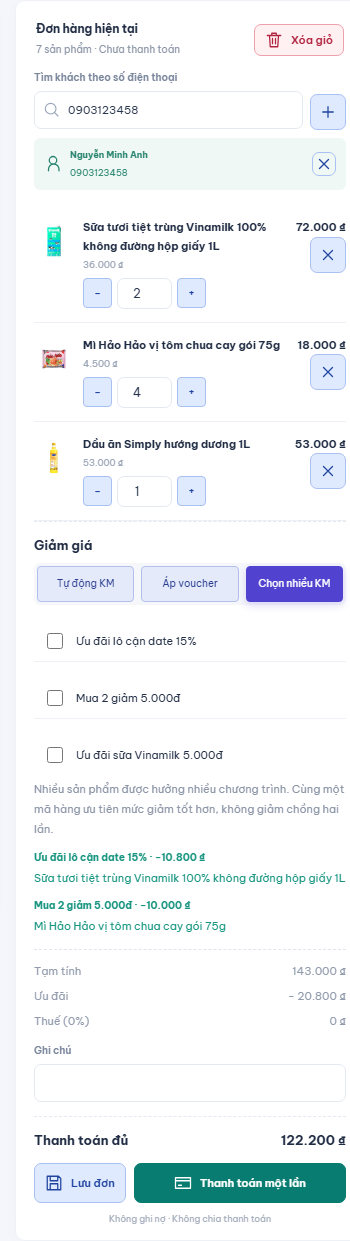 Đơn hàng hiện tại
7 sản phẩm · Chưa thanh toán
Xóa giỏ
Tìm khách theo số điện thoại
0903123458
Nguyễn Minh Anh
0903123458
Sữa tươi tiệt trùng Vinamilk 100% không đường hộp giấy 1L
72.000 ₫
36.000 ₫
2
Mì Hảo Hảo vị tôm chua cay gói 75g
18.000 ₫
4.500 ₫
4
Dầu ăn Simply hướng dương 1L
53.000 ₫
53.000 ₫
1
Giảm giá
Tự động KM
Áp voucher
Chọn nhiều KM
Ưu đãi lô cận date 15%
Mua 2 giảm 5.000đ
Ưu đãi sữa Vinamilk 5.000đ
Nhiều sản phẩm được hưởng nhiều chương trình. Cùng một
mã hàng ưu tiên mức giảm tốt hơn, không giảm chồng hai
lần.
Ưu đãi lô cận date 15% · -10.800 ₫
Sữa tươi tiệt trùng Vinamilk 100% không đường hộp giấy 1L
Mua 2 giảm 5.000đ · -10.000 ₫
Mì Hảo Hảo vị tôm chua cay gói 75g
Tạm tính
143.000 ₫
Ưu đãi
- 20.800 ₫
Thuế (0%)
0 ₫
Ghi chú
Thanh toán đủ
122.200 ₫
Lưu đơn
Thanh toán một lần
Không ghi nợ · Không chia thanh toán